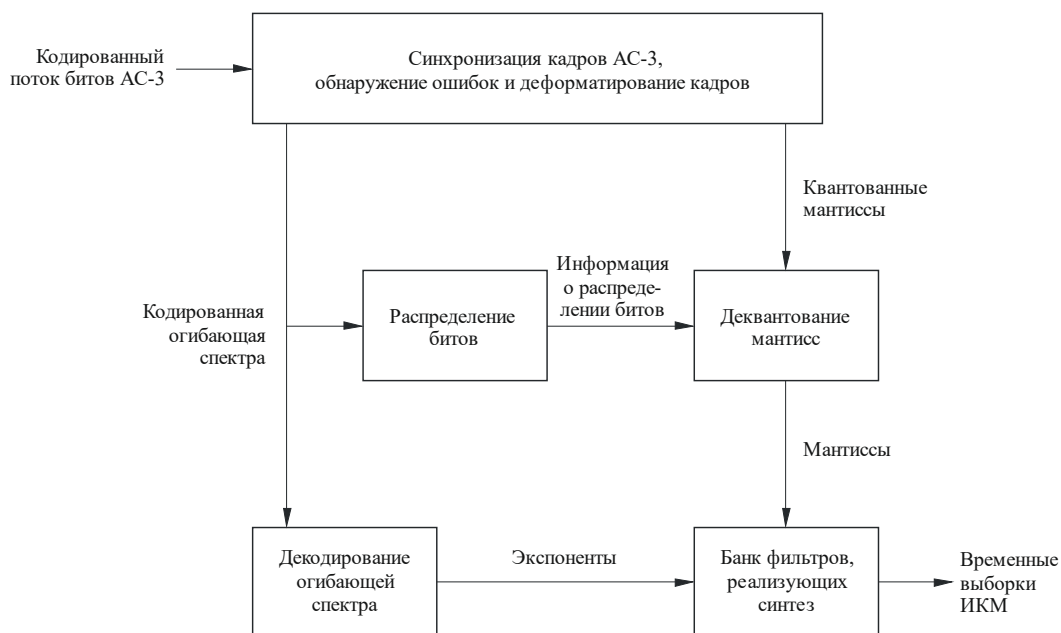 Кодированный
поток битов АС-3
Синхронизация кадров АС-3,
обнаружение ошибок и деформатирование кадров
Квантованные
мантиссы
Кодированная
огибающая
спектра
Распределение
битов
Информация
о распреде-
лении битов
Деквантование
мантисс
Мантиссы
Декодирование
огибающей
спектра
Экспоненты
Банк фильтров,
реализующих
синтез
Временные
выборки
ИКМ